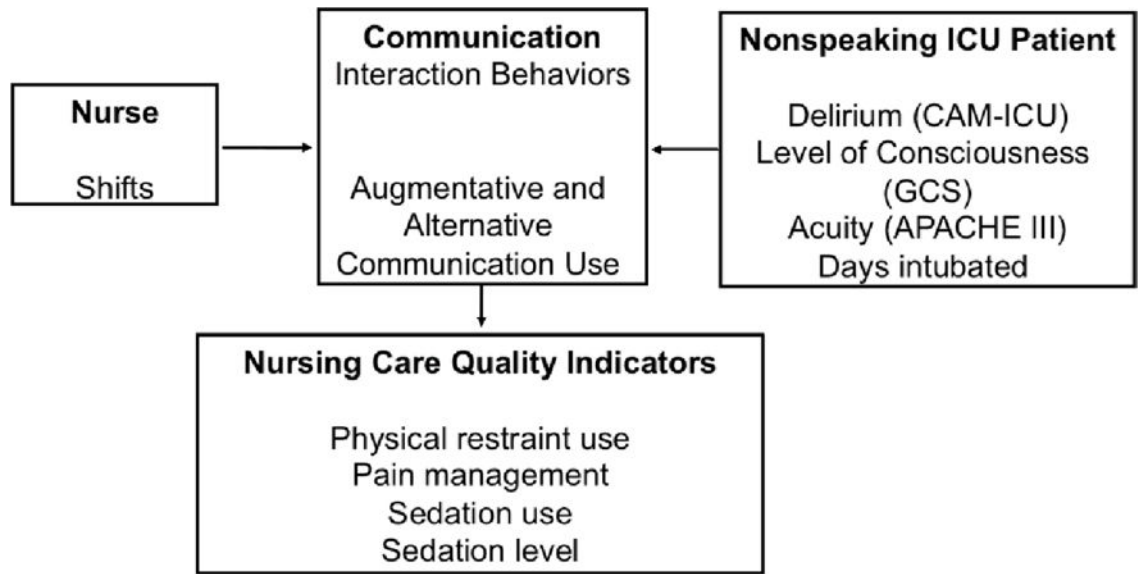 Nurse
Shifts
Communication
Interaction Behaviors
Augmentative and
Alternative
Communication Use
Nonspeaking ICU Patient
Delirium (CAM-ICU)
Level of Consciousness
(GCS)
Acuity (APACHE III)
Days intubated
Nursing Care Quality Indicators
Physical restraint use
Pain management
Sedation use
Sedation level